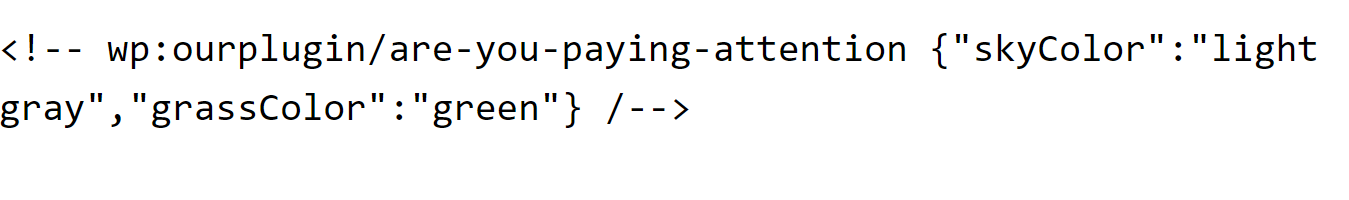 <!-- wp:ourplugin/are-you-paying-attention {"skyColor":"light
gray","grassColor":"green"} /-->